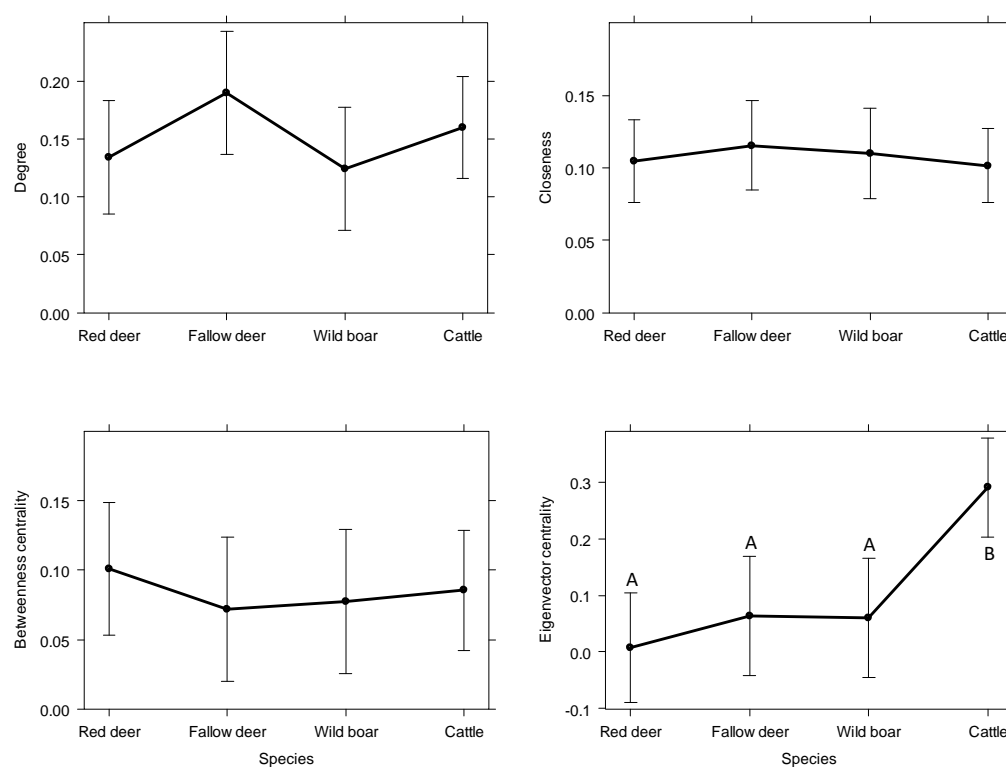 Degree
0.20
0.15
0.10
0.05
0.00
Red deer Fallow deer Wild boar Cattle
Closeness
0.15
0.10
0.05
0.00
Red deer Fallow deer Wild boar Cattle
Betweenness centrality
0.15
0.10
0.05
0.00
Red deer Fallow deer Wild boar Cattle
Species
Eigenvector centrality
0.3
0.2
0.1
0.0
-0.1
A A A B
Red deer Fallow deer Wild boar Cattle
Species